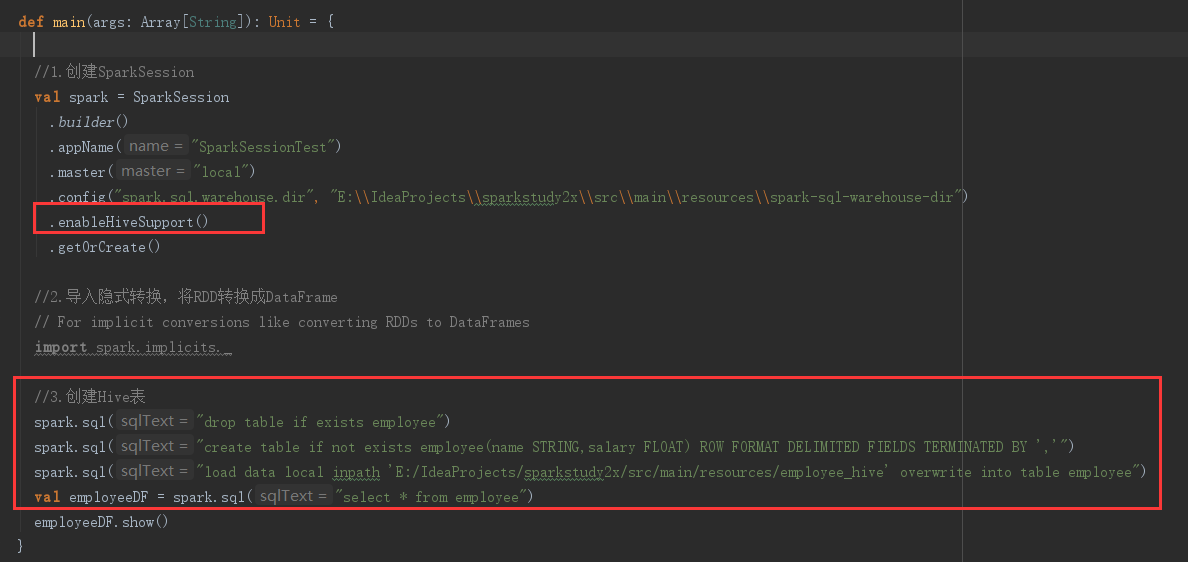 def main(args: Array[String]): Unit = {
//1.创建SparkSession
val spark = SparkSession
.builder()
.appName( name = "SparkSessionTest")
.master( master = "local")
.config("spark.sql.warehouse.dir", "E:\\IdeaProjects\\sparkstudy2x\\src\\main\\resources\\spark-sql-warehouse-dir")
.enableHiveSupport()
.getOrCreate()
//2.导入隐式转换，将RDD转换成DataFrame
// For implicit conversions like converting RDDs to DataFrames
import spark.implicits._
//3.创建Hive表
spark.sql( sqlText = "drop table if exists employee")
spark.sql( sqlText = "create table if not exists employee(name STRING,salary FLOAT) ROW FORMAT DELIMITED FIELDS TERMINATED BY ','")
spark.sql( sqlText = "load data local inpath 'E:/IdeaProjects/sparkstudy2x/src/main/resources/employee_hive' overwrite into table employee")
val employeeDF = spark.sql( sqlText = "select * from employee")
employeeDF.show()
}